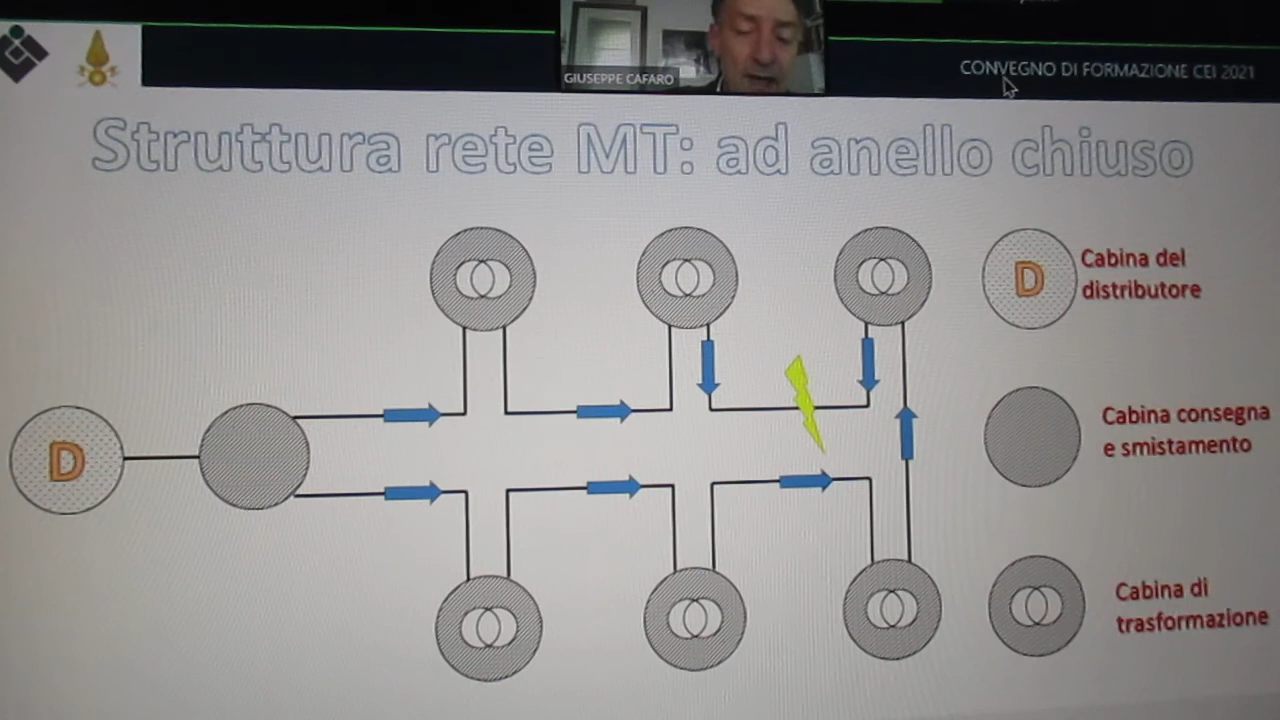 GIUSEPPE CAFARO
CONVEGNO DI FORMAZIONE CEI 2021
Struttura rete MT: ad anello chiuso
D
Cabina del
distributore
D
Cabina consegna
e smistamento
Cabina di
trasformazione